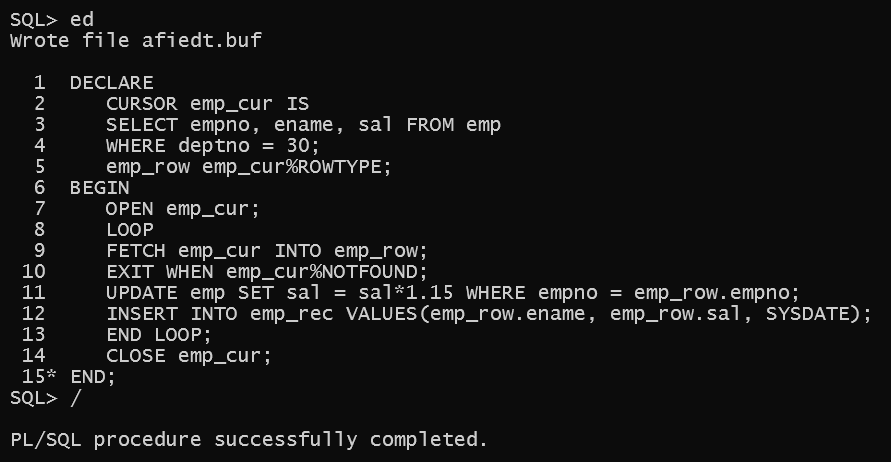 SQL> ed
Wrote file afiedt.buf
1 DECLARE
2 CURSOR emp_cur IS
3 SELECT empno, ename, sal FROM emp
4 WHERE deptno = 30;
5 emp_row emp_cur%ROWTYPE;
6 BEGIN
7 OPEN emp_cur;
8 LOOP
9 FETCH emp_cur INTO emp_row;
10 EXIT WHEN emp_cur%NOTFOUND;
11 UPDATE emp SET sal = sal*1.15 WHERE empno = emp_row.empno;
12 INSERT INTO emp_rec VALUES(emp_row.ename, emp_row.sal, SYSDATE);
13 END LOOP;
14 CLOSE emp_cur;
15* END;
SQL> /
PL/SQL procedure successfully completed.